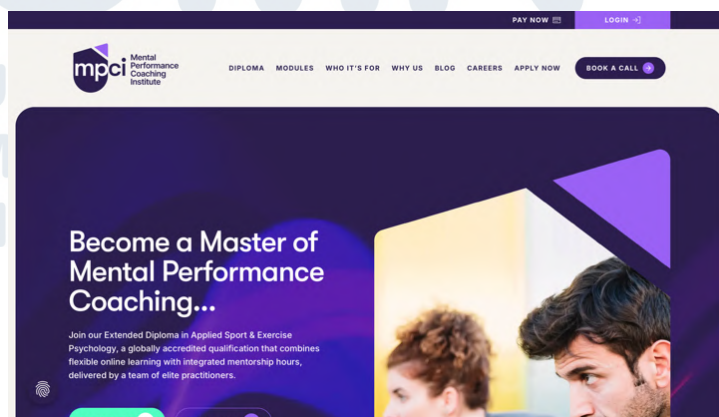 PAY NOW
LOGIN
mpci
Mental
Performance
Coaching
Institute
DIPLOMA MODULES WHO IT'S FOR WHY US BLOG CAREERS APPLY NOW BOOK A CALL
Become a Master of
Mental Performance
Coaching...
Join our Extended Diploma in Applied Sport & Exercise
Psychology, a globally accredited qualification that combines
flexible online learning with integrated mentorship hours,
delivered by a team of elite practitioners.